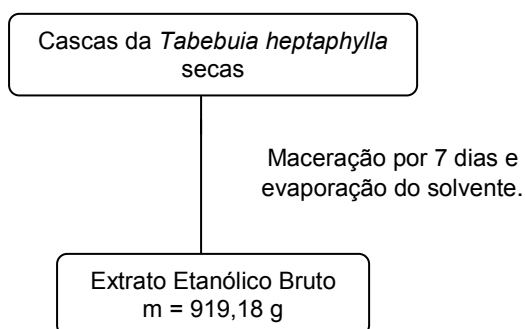 Cascas da Tabebuia heptaphylla
secas
Maceração por 7 dias e
evaporação do solvente.
Extrato Etanólico Bruto
m = 919,18 g